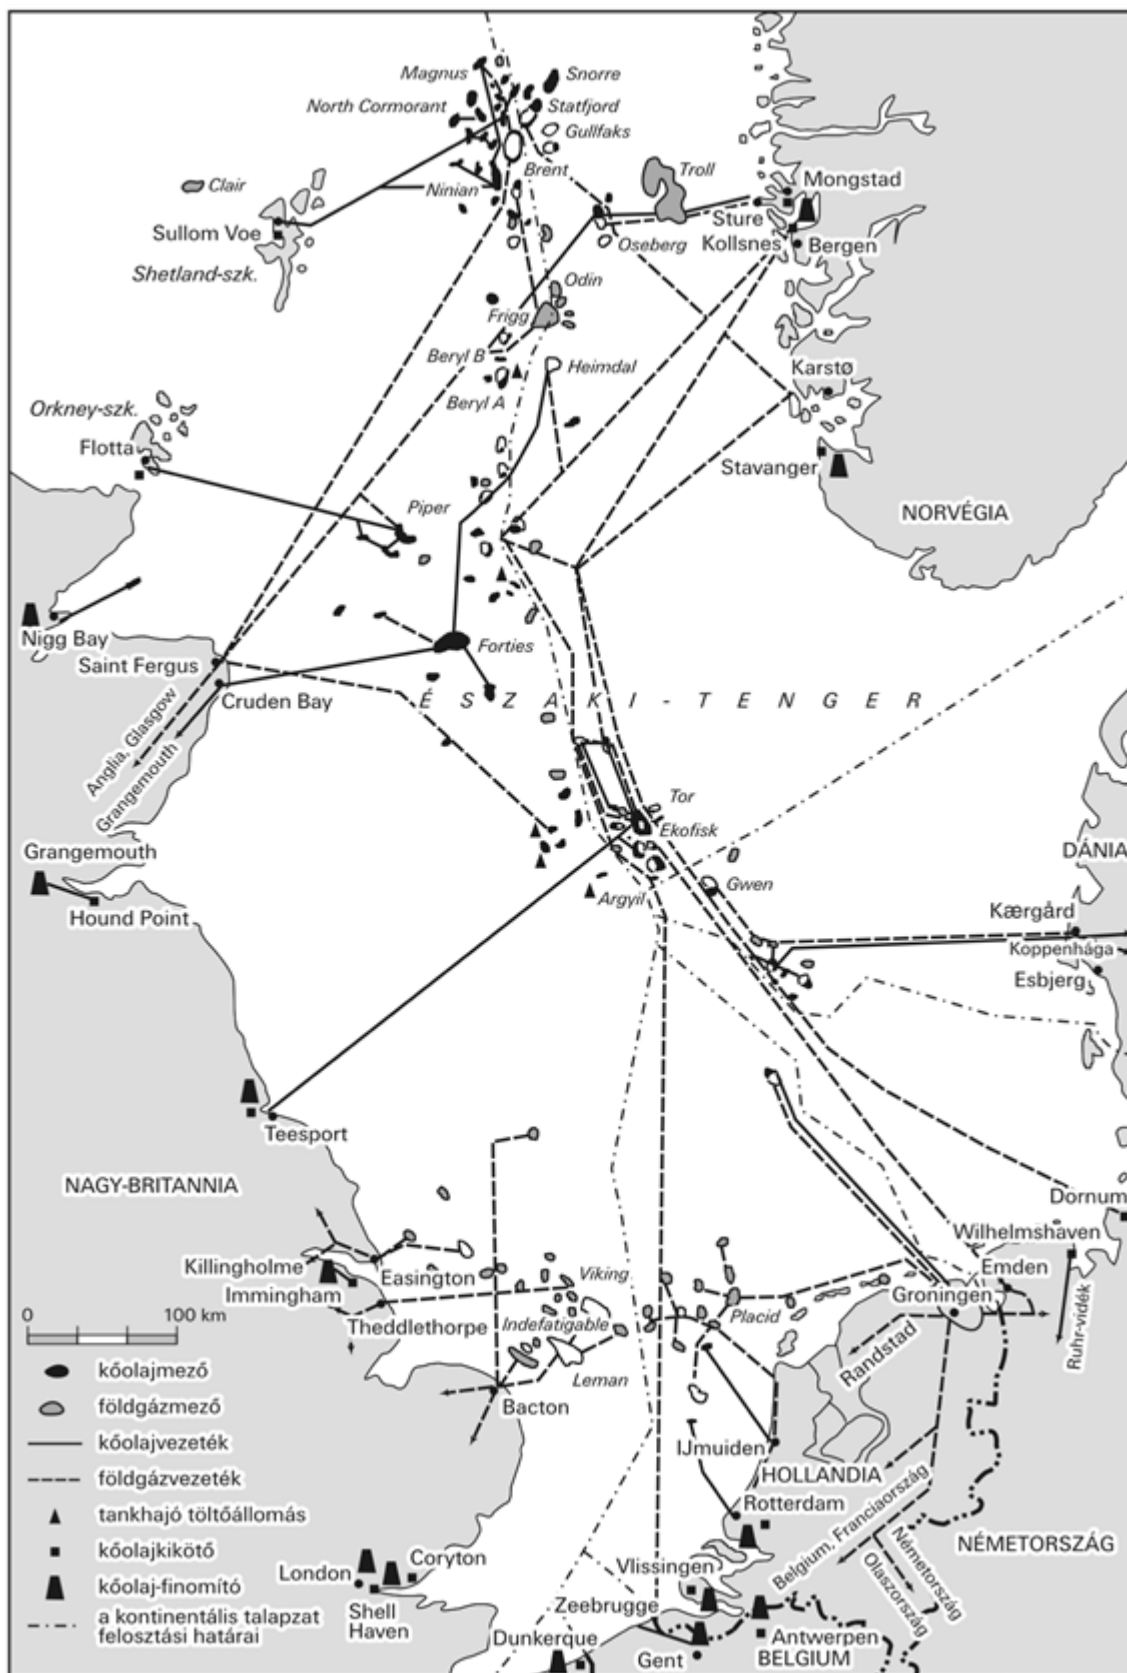 Magnus
Snorre
North Cormorant
Statfjord
Gullfaks
Brent
Troll
Mongstad
Clair
Ninian
Sture
Sullom Voe
Oseberg
Kollsnes
Bergen
Shetland-szk.
Odin
Frigg
Beryl B
Heimdal
Karstø
Beryl A
Orkney-szk.
Flotta
Stavanger
Piper
NORVÉGIA
Nigg Bay
Forties
Saint Fergus
Cruden Bay
ÉSZAKI-TENGER
Anglia, Glasgow
Grangemouth
Tor
Ekofisk
Grangemouth
DÁNIA
Gwen
Argyil
Hound Point
Kærgård
Koppenhága
Esbjerg
Teesport
NAGY-BRITANNIA
Dornum
Wilhelmshaven
Killingholme
Easington
Viking
Emden
Immingham
Groningen
0 100 km
Theddlethorpe
Indefatigable
Placid
Randstad
Ruhr-vidék
Leman
Bacton
kőolajmező
földgázmező
kőolajvezeték
földgázvezeték
tankhajó töltőállomás
kőolajkikötő
kőolaj-finomító
a kontinentális talapzat
felosztási határai
IJmuiden
HOLLANDIA
Rotterdam
Belgium, Franciaország
Németország
Olaszország
NÉMETORSZÁG
London
Coryton
Shell
Haven
Vlissingen
Zeebrugge
Dunkerque
Gent
Antwerpen
BELGIUM